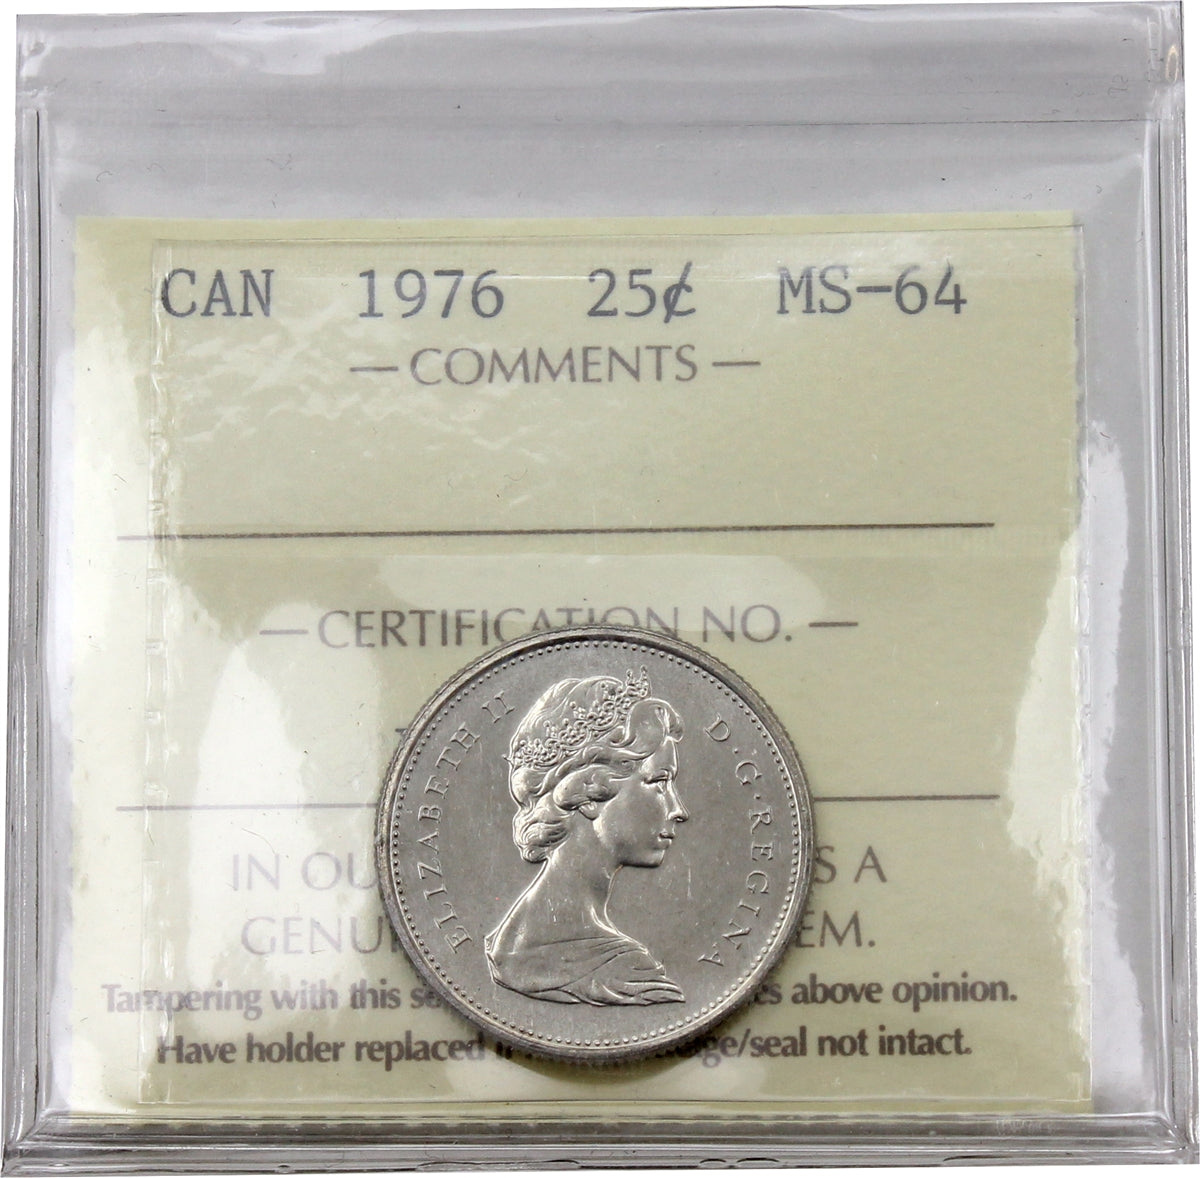 CAN 1976 25¢ MS-64
— COMMENTS —
— CERTIFICATION NO. —
ELIZABETH II D·G·REGINA
IN OU S A
GENU EM.
Tampering with this above opinion.
Have holder replaced /seal not intact.